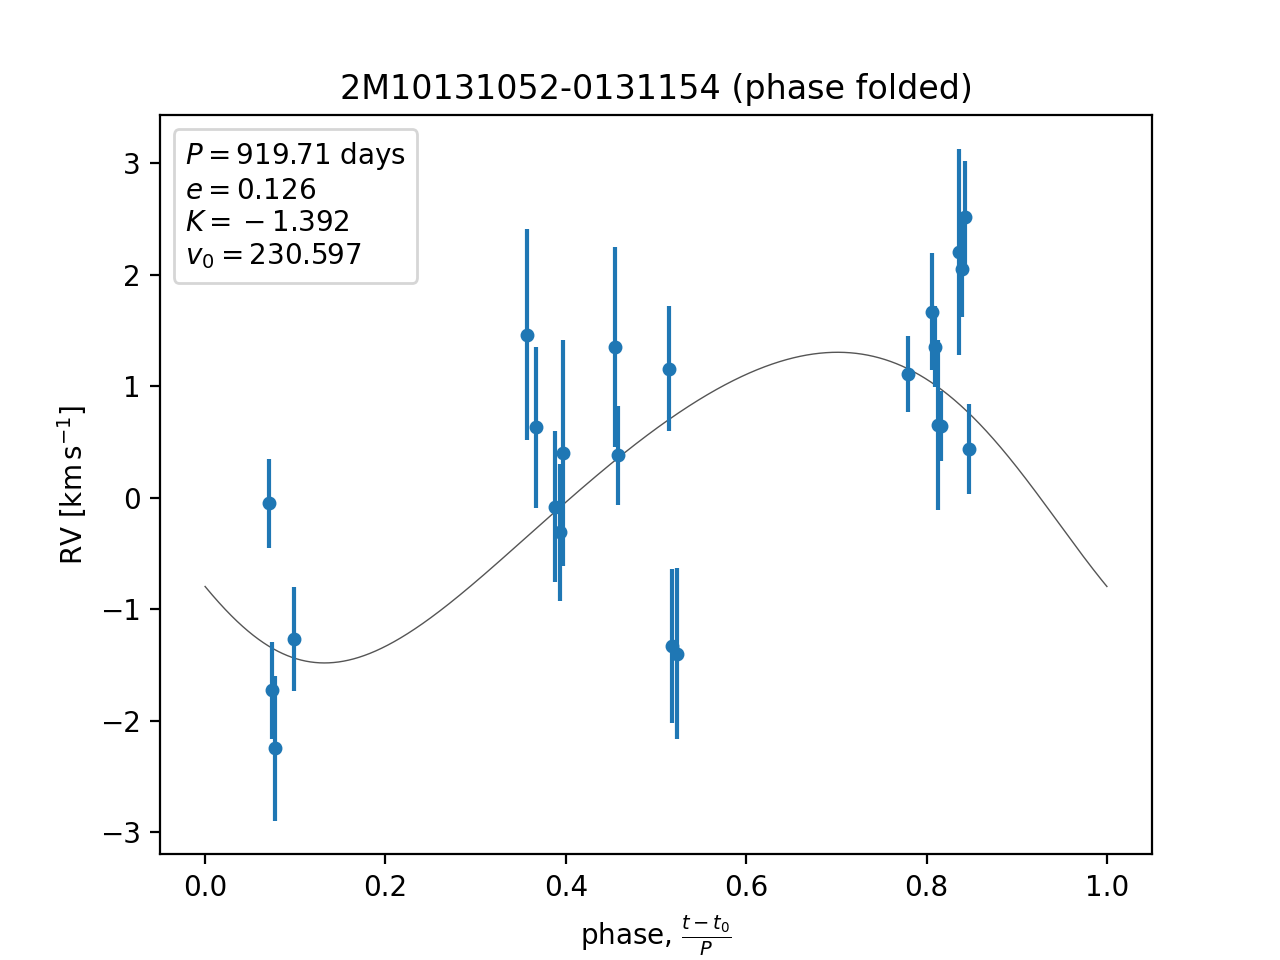 2M10131052-0131154 (phase folded)
P = 919.71 days
e = 0.126
K = −1.392
v₀ = 230.597
3
2
1
0
−1
−2
−3
RV [km s⁻¹]
0.0 0.2 0.4 0.6 0.8 1.0
phase, (t − t₀)/P